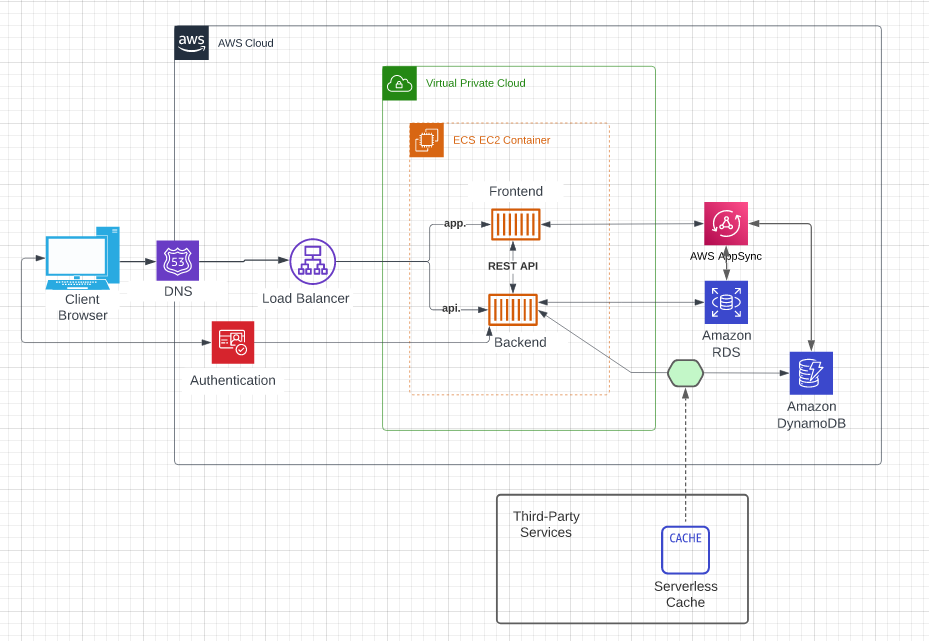 aws
AWS Cloud
Virtual Private Cloud
ECS EC2 Container
Frontend
app.
REST API
api.
Backend
53
DNS
Load Balancer
Client
Browser
Authentication
AWS AppSync
Amazon
RDS
Amazon
DynamoDB
Third-Party
Services
CACHE
Serverless
Cache